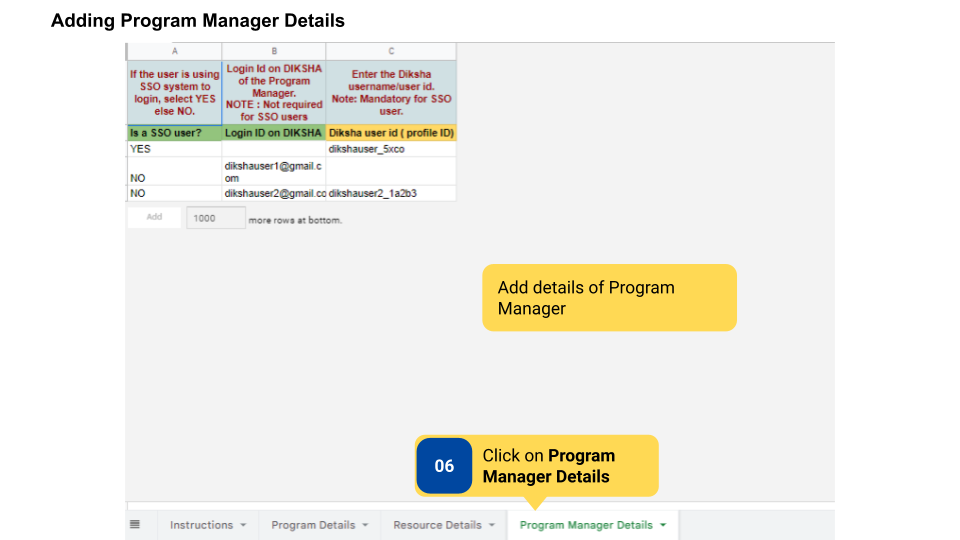 Adding Program Manager Details
A B C
If the user is using
SSO system to
login, select YES
else NO.
Login Id on DIKSHA
of the Program
Manager.
NOTE : Not required
for SSO users
Enter the Diksha
username/user id.
Note: Mandatory for SSO
user.
Is a SSO user? Login ID on DIKSHA Diksha user id ( profile ID)
YES dikshauser_5xco
dikshauser1@gmail.c
NO om
NO dikshauser2@gmail.co dikshauser2_1a2b3
Add 1000 more rows at bottom.
Add details of Program
Manager
06
Click on Program
Manager Details
Instructions Program Details Resource Details Program Manager Details